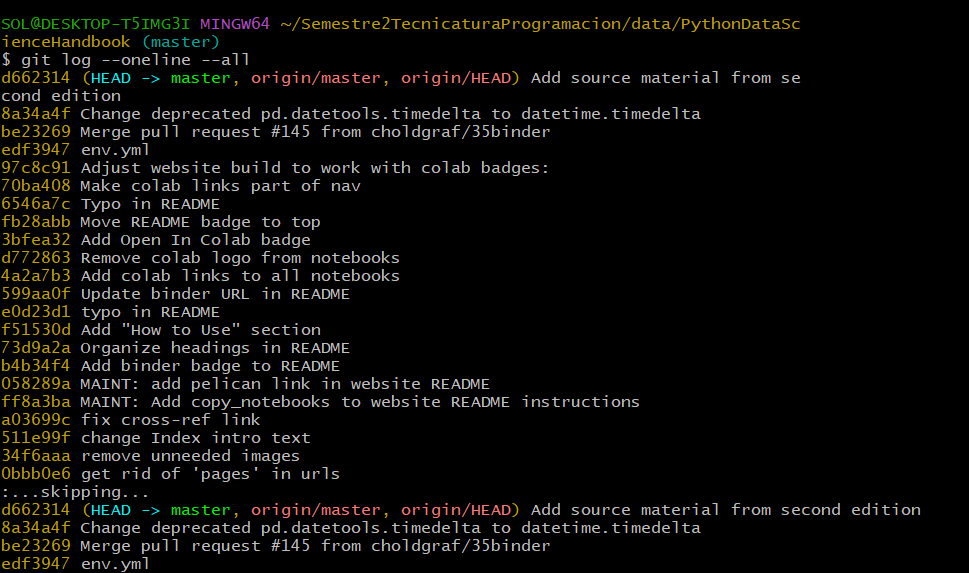 SOL@DESKTOP-T5IMG3I MINGW64 ~/Semestre2TecnicaturaProgramacion/data/PythonDataSc
ienceHandbook (master)
$ git log --oneline --all
d662314 (HEAD -> master, origin/master, origin/HEAD) Add source material from se
cond edition
8a34a4f Change deprecated pd.datetools.timedelta to datetime.timedelta
be23269 Merge pull request #145 from choldgraf/35binder
edf3947 env.yml
97c8c91 Adjust website build to work with colab badges:
70ba408 Make colab links part of nav
6546a7c Typo in README
fb28abb Move README badge to top
3bfea32 Add Open In Colab badge
d772863 Remove colab logo from notebooks
4a2a7b3 Add colab links to all notebooks
599aa0f Update binder URL in README
e0d23d1 typo in README
f51530d Add "How to Use" section
73d9a2a Organize headings in README
b4b34f4 Add binder badge to README
058289a MAINT: add pelican link in website README
ff8a3ba MAINT: Add copy_notebooks to website README instructions
a03699c fix cross-ref link
511e99f change Index intro text
34f6aaa remove unneeded images
0bbb0e6 get rid of 'pages' in urls
:...skipping...
d662314 (HEAD -> master, origin/master, origin/HEAD) Add source material from second edition
8a34a4f Change deprecated pd.datetools.timedelta to datetime.timedelta
be23269 Merge pull request #145 from choldgraf/35binder
edf3947 env.yml